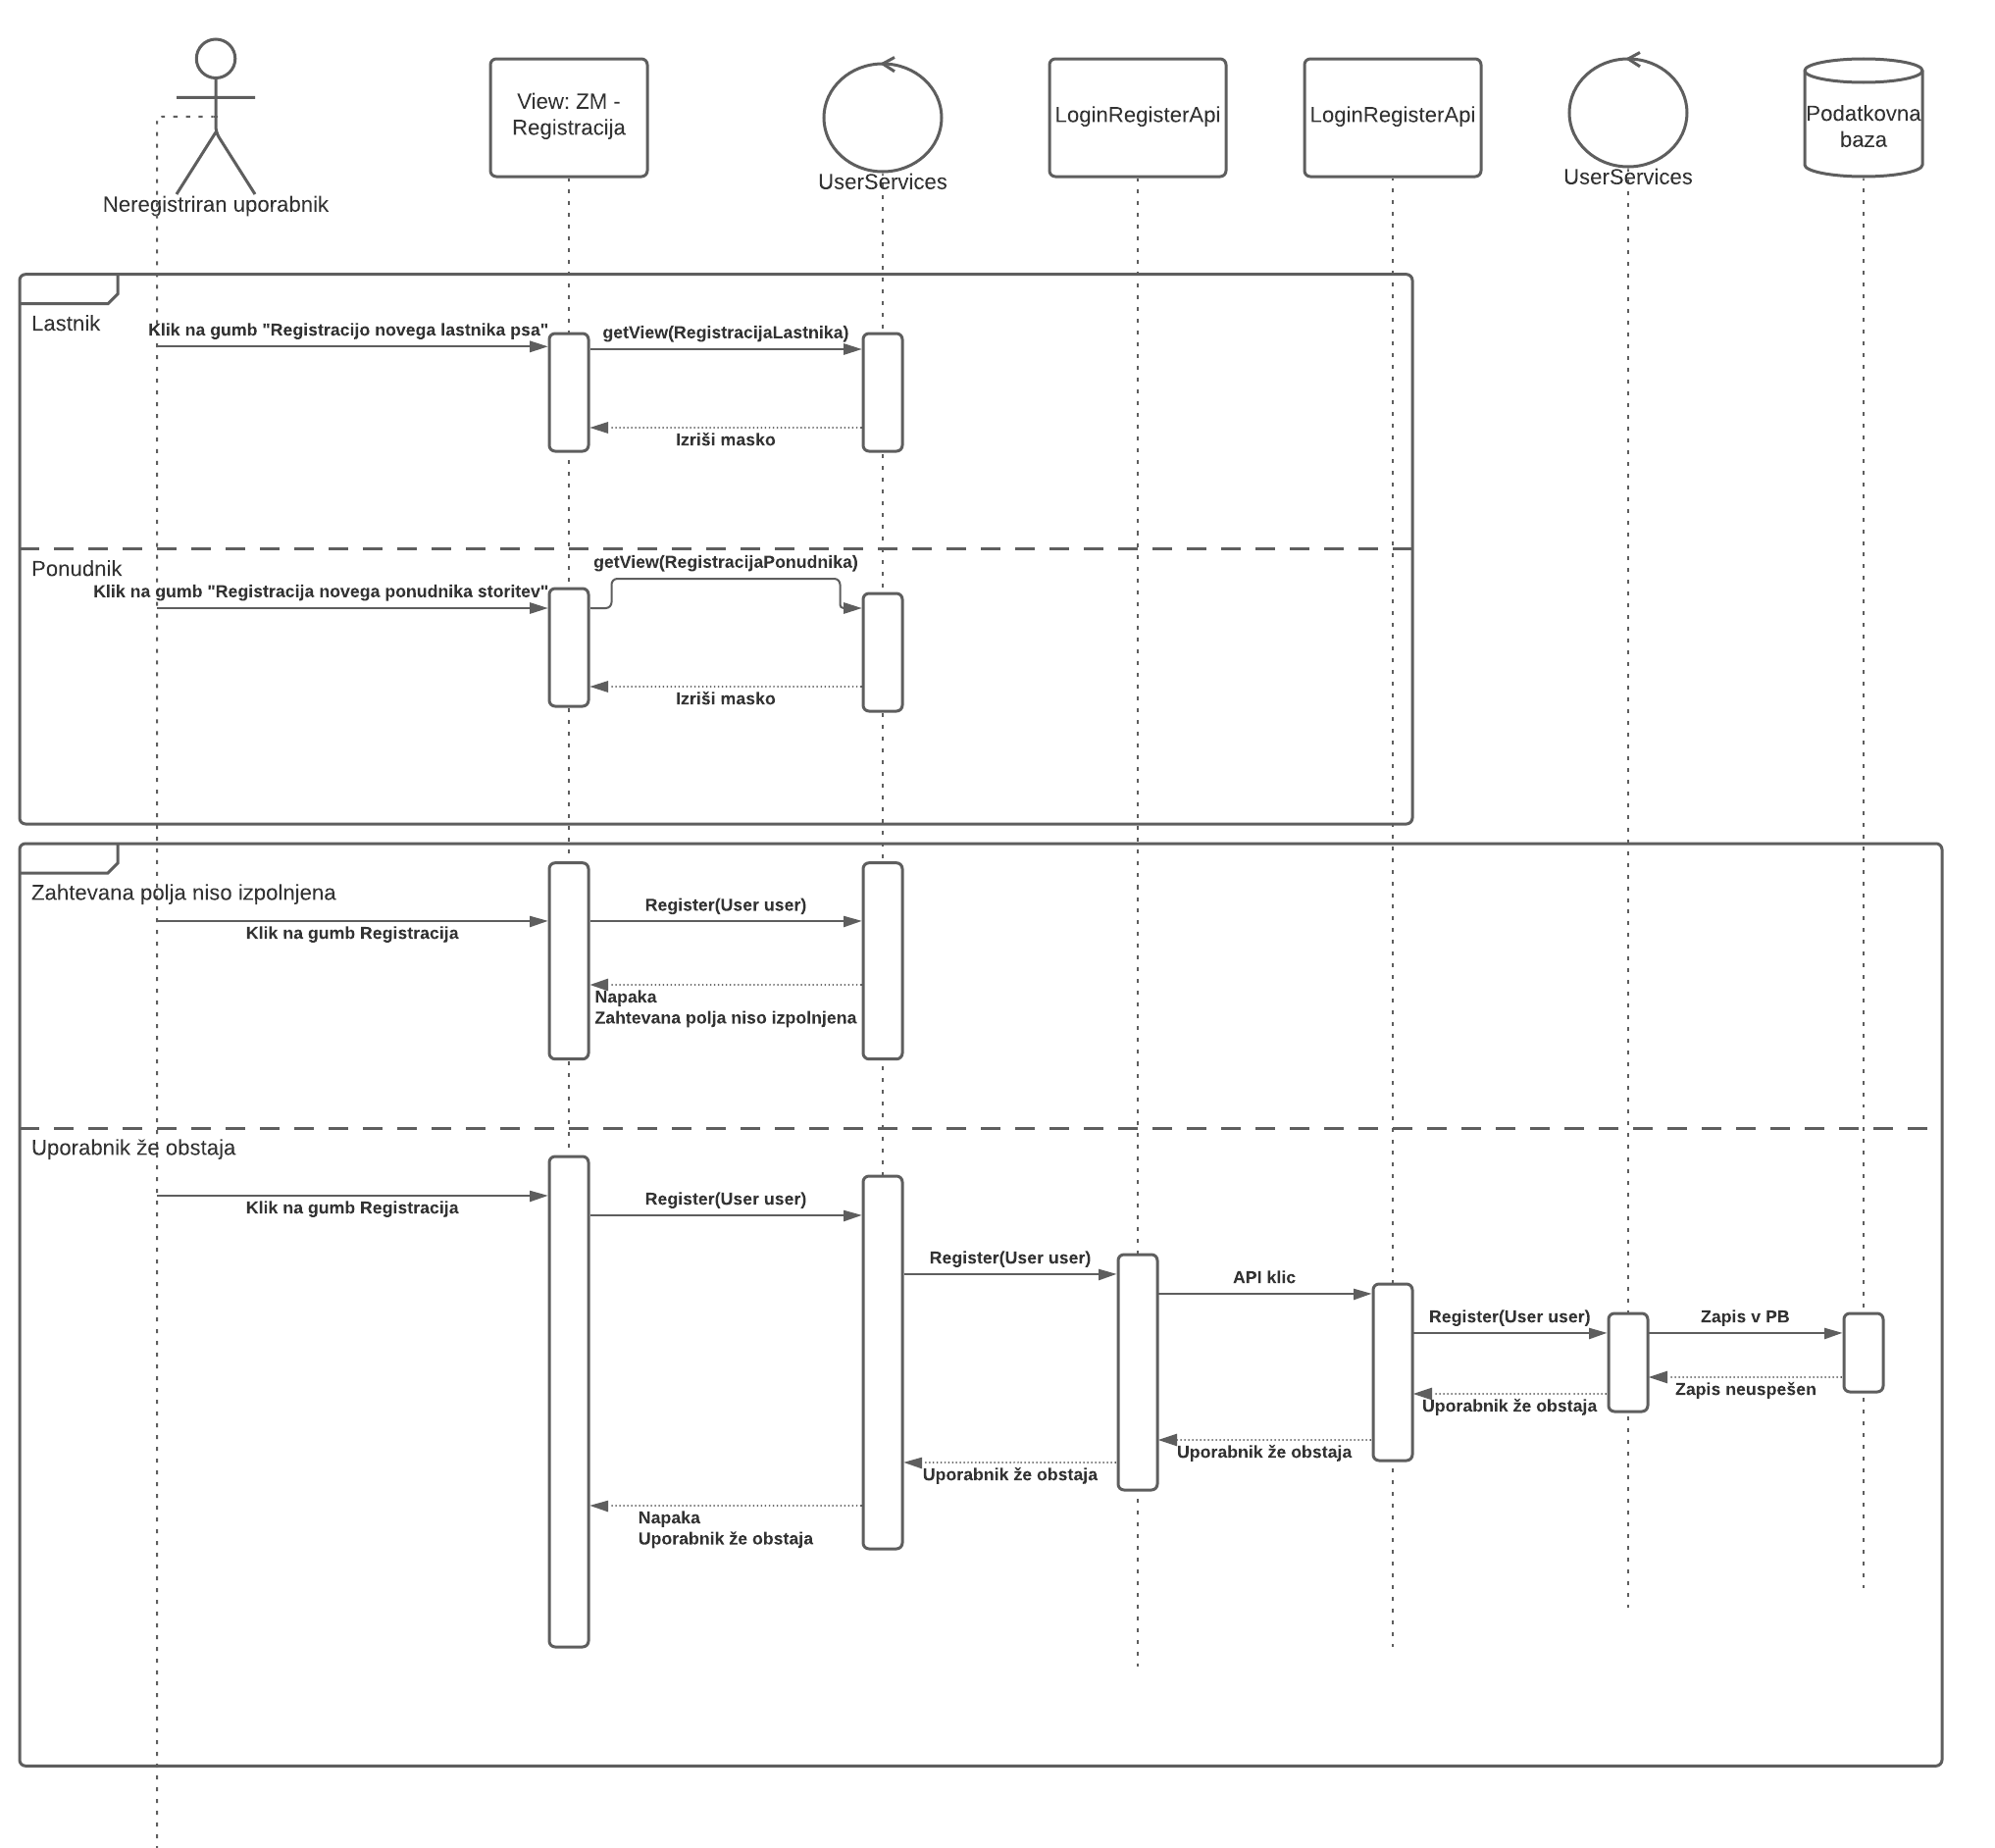 Neregistriran uporabnik
View: ZM -
Registracija
UserServices
LoginRegisterApi
LoginRegisterApi
UserServices
Podatkovna
baza
Lastnik
Klik na gumb "Registracijo novega lastnika psa"
getView(RegistracijaLastnika)
Izriši masko
Ponudnik
getView(RegistracijaPonudnika)
Klik na gumb "Registracija novega ponudnika storitev"
Izriši masko
Zahtevana polja niso izpolnjena
Register(User user)
Klik na gumb Registracija
Napaka
Zahtevana polja niso izpolnjena
Uporabnik že obstaja
Klik na gumb Registracija
Register(User user)
Register(User user)
API klic
Register(User user)
Zapis v PB
Zapis neuspešen
Uporabnik že obstaja
Uporabnik že obstaja
Uporabnik že obstaja
Napaka
Uporabnik že obstaja